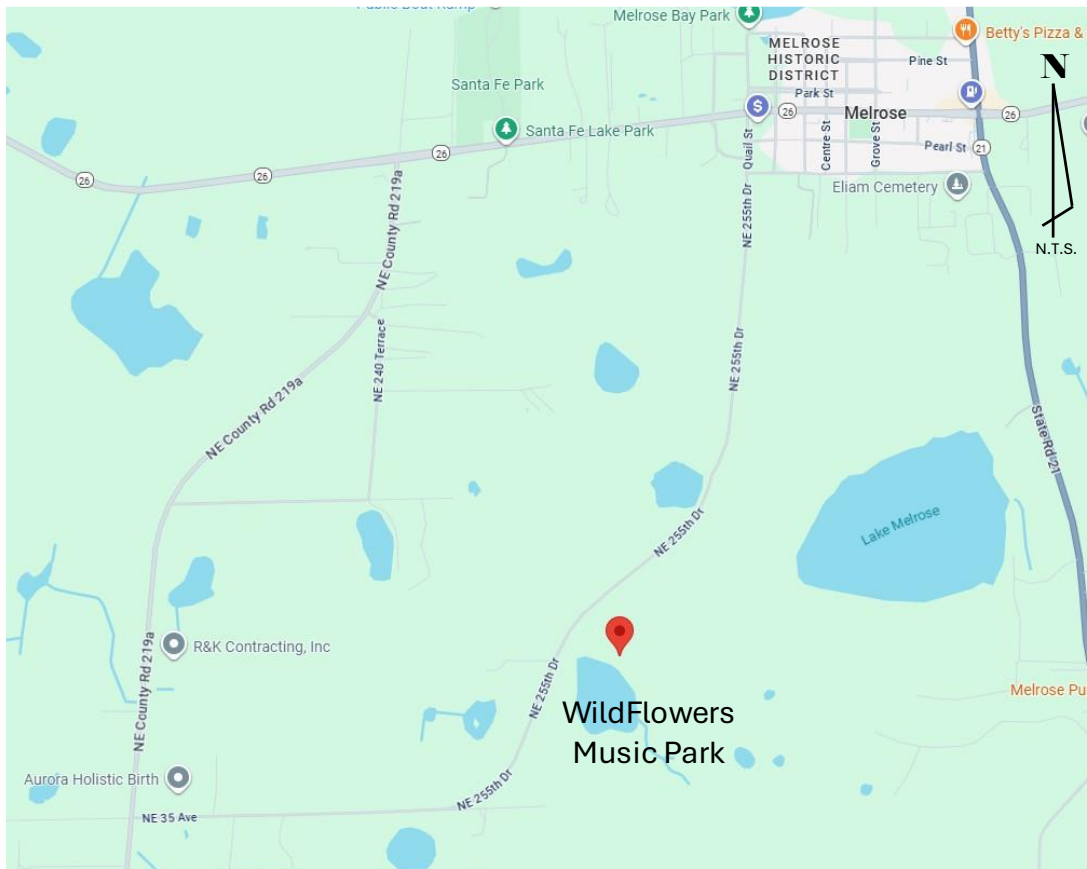 Public Boat Ramp
Melrose Bay Park
Betty's Pizza &
MELROSE
HISTORIC
DISTRICT
Pine St
N
Santa Fe Park
Park St
Santa Fe Lake Park
$
26
Melrose
26
26
26
26
Quail St
Centre St
Grove St
Pearl St
21
Eliam Cemetery
N.T.S.
NE County Rd 219a
NE 255th Dr
NE 240 Terrace
NE 255th Dr
NE County Rd 219a
State Rd 21
Lake Melrose
NE 255th Dr
R&K Contracting, Inc
NE County Rd 219a
NE 255th Dr
WildFlowers
Music Park
Melrose Pu
Aurora Holistic Birth
NE 255th Dr
NE 35 Ave